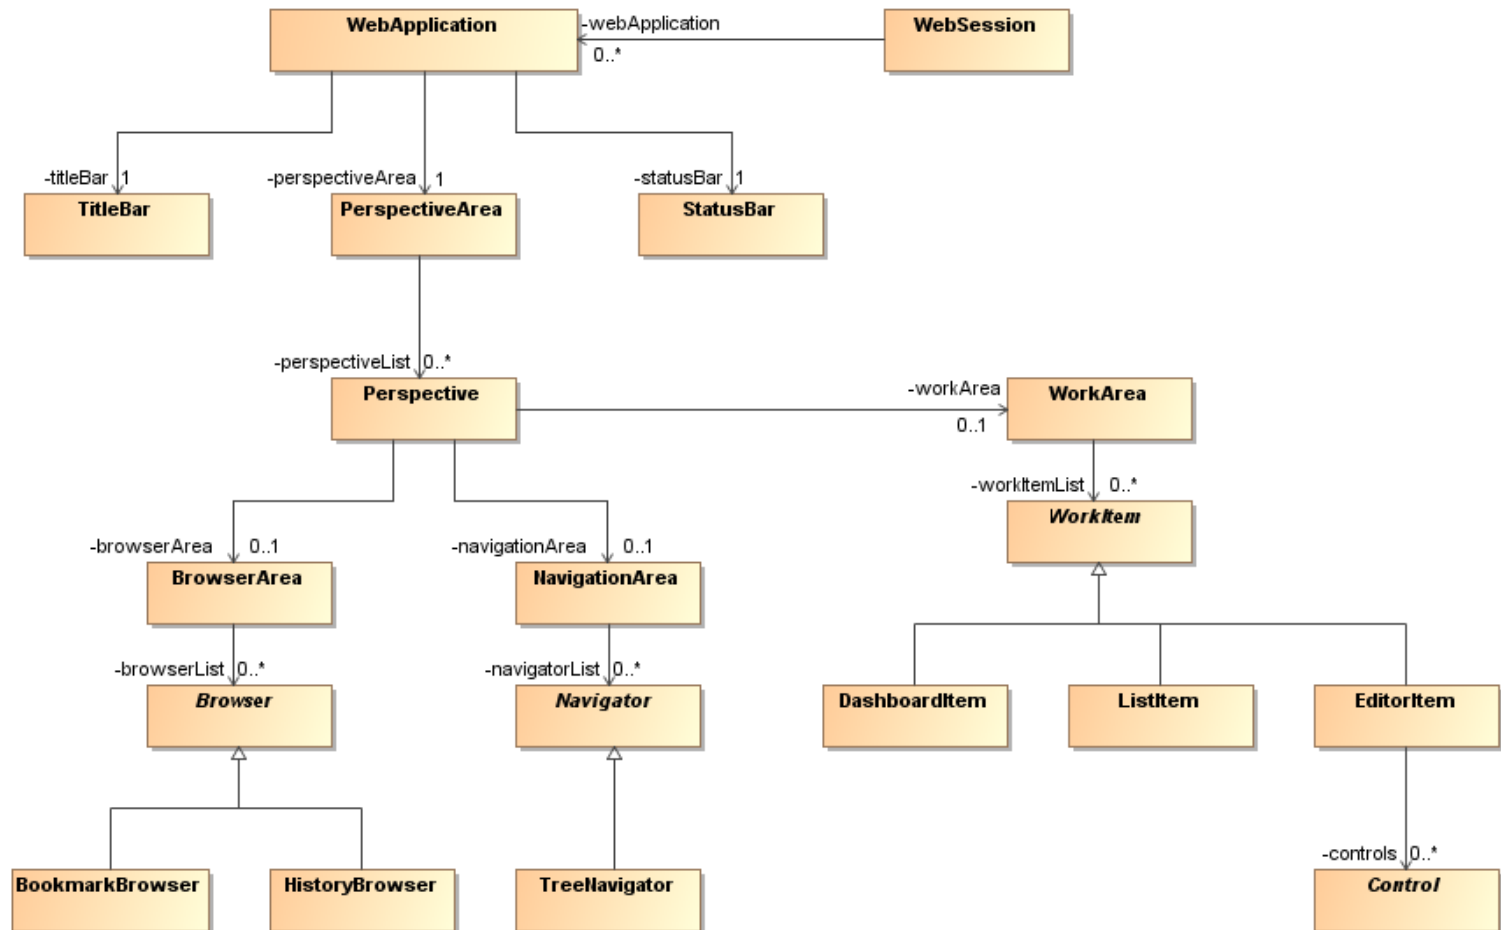 WebApplication
-webApplication
0..*
WebSession
-titleBar 1
-perspectiveArea 1
-statusBar 1
TitleBar
PerspectiveArea
StatusBar
-perspectiveList 0..*
Perspective
-workArea
0..1
WorkArea
-workItemList 0..*
WorkItem
-browserArea 0..1
-navigationArea 0..1
BrowserArea
NavigationArea
-browserList 0..*
-navigatorList 0..*
Browser
Navigator
DashboardItem
ListItem
EditorItem
-controls 0..*
BookmarkBrowser
HistoryBrowser
TreeNavigator
Control